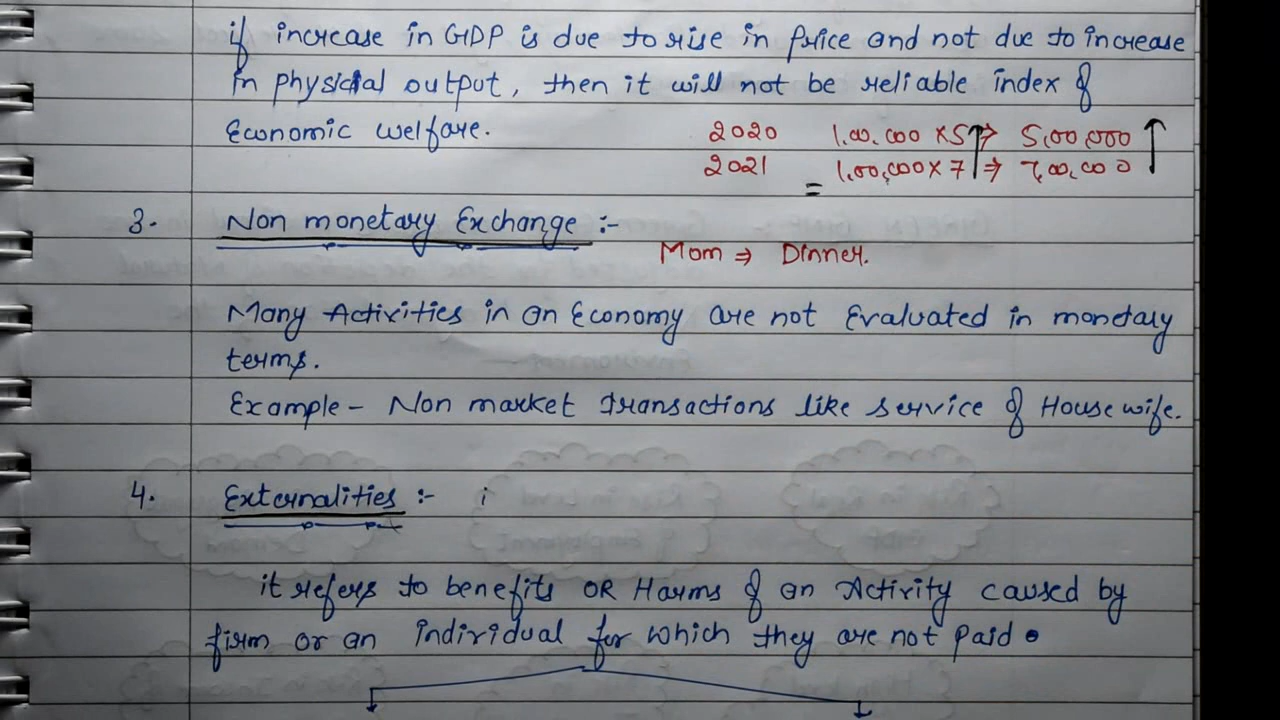 if increase in GDP is due to rise in price and not due to increase
in physical output, then it will not be reliable index of
Economic welfare.
2020 1,00,000 × 5 ⇒ 5,00,000 ↑
2021 1,00,000 × 7 ⇒ 7,00,000
=
3. Non monetary Exchange :-
Mom ⇒ Dinner.
Many Activities in an Economy are not Evaluated in monetary
terms.
Example - Non market transactions like service of House wife.
4. Externalities :- i
it refers to benefits OR Harms of an Activity caused by
firm or an individual for which they are not paid.